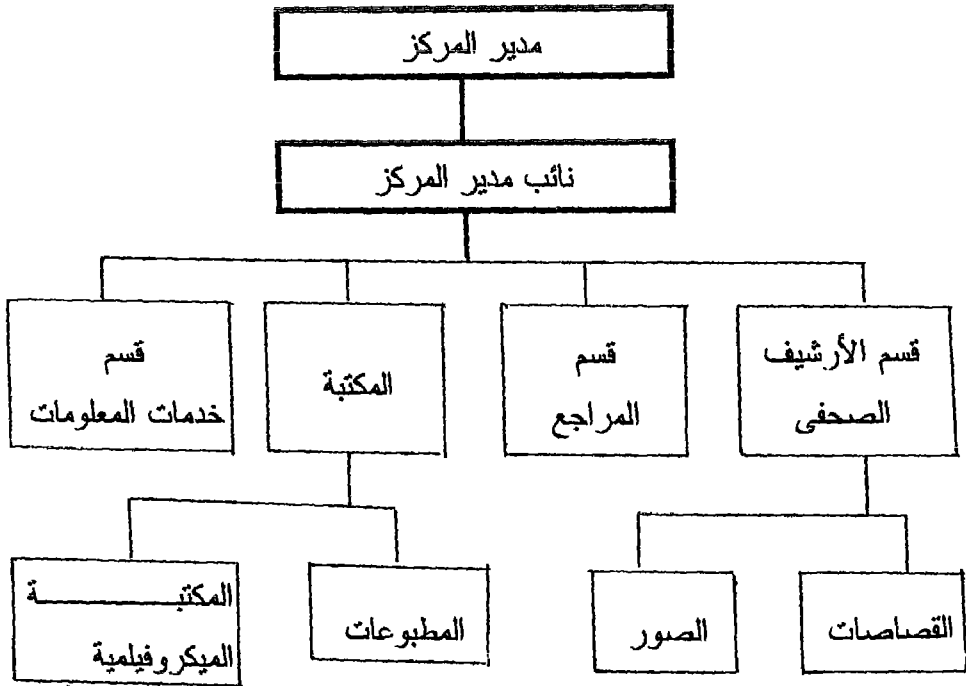 مدير المركز
نائب مدير المركز
قسم الأرشيف
الصحفى
قسم
المراجع
المكتبة
قسم
خدمات المعلومات
القصاصات
الصور
المطبوعات
المكتبـــــــــة
الميكروفيلمية